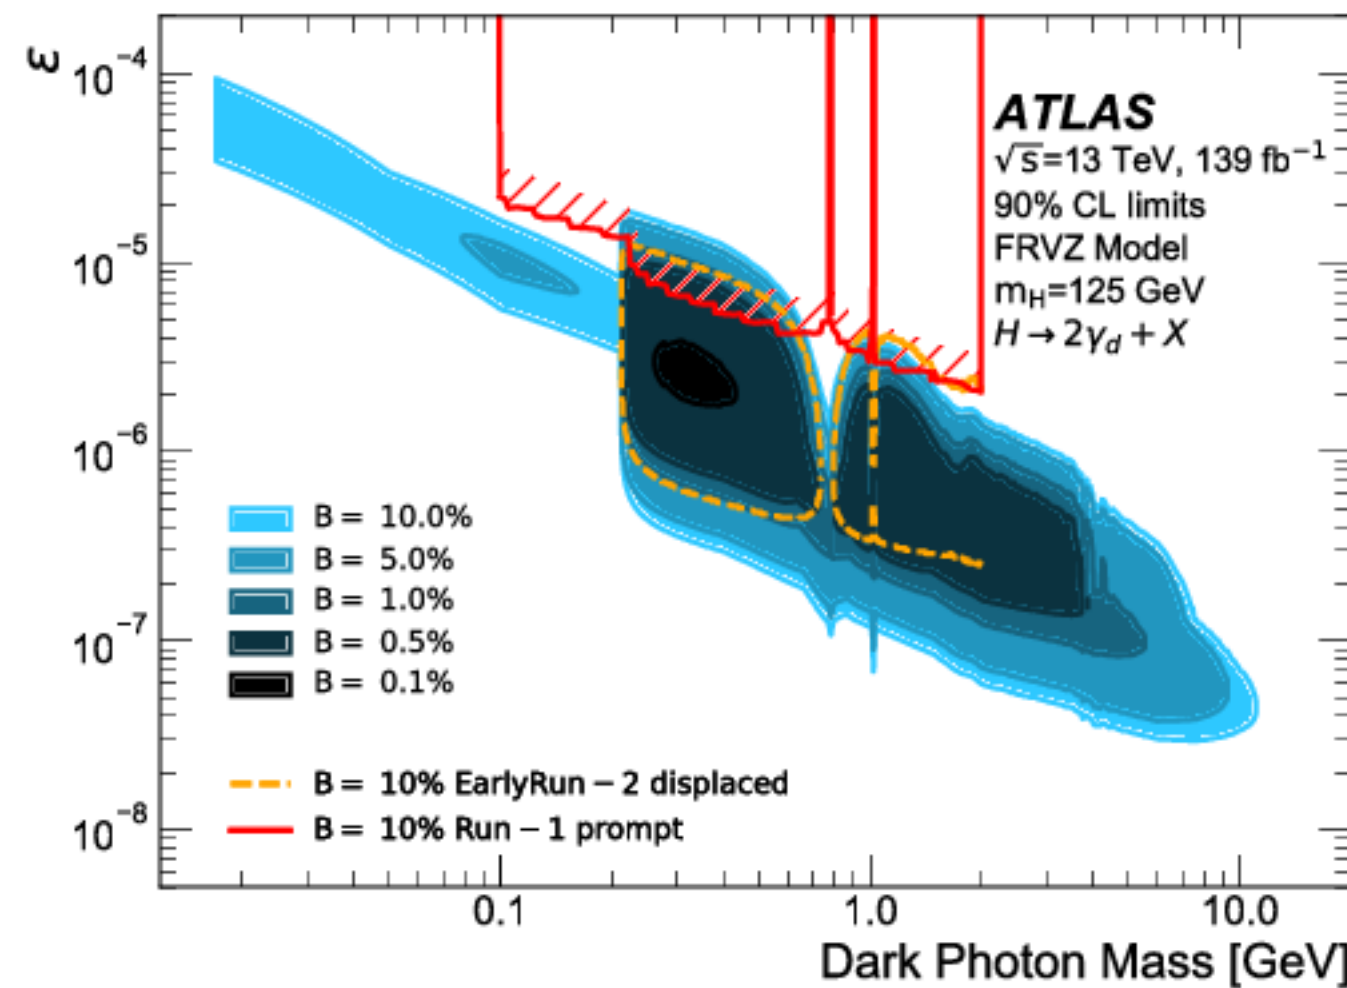 ε
10⁻⁴
10⁻⁵
10⁻⁶
10⁻⁷
10⁻⁸
ATLAS
√s=13 TeV, 139 fb⁻¹
90% CL limits
FRVZ Model
m_H=125 GeV
H → 2γ_d + X
B = 10.0%
B = 5.0%
B = 1.0%
B = 0.5%
B = 0.1%
B = 10% EarlyRun − 2 displaced
B = 10% Run − 1 prompt
0.1 1.0 10.0
Dark Photon Mass [GeV]